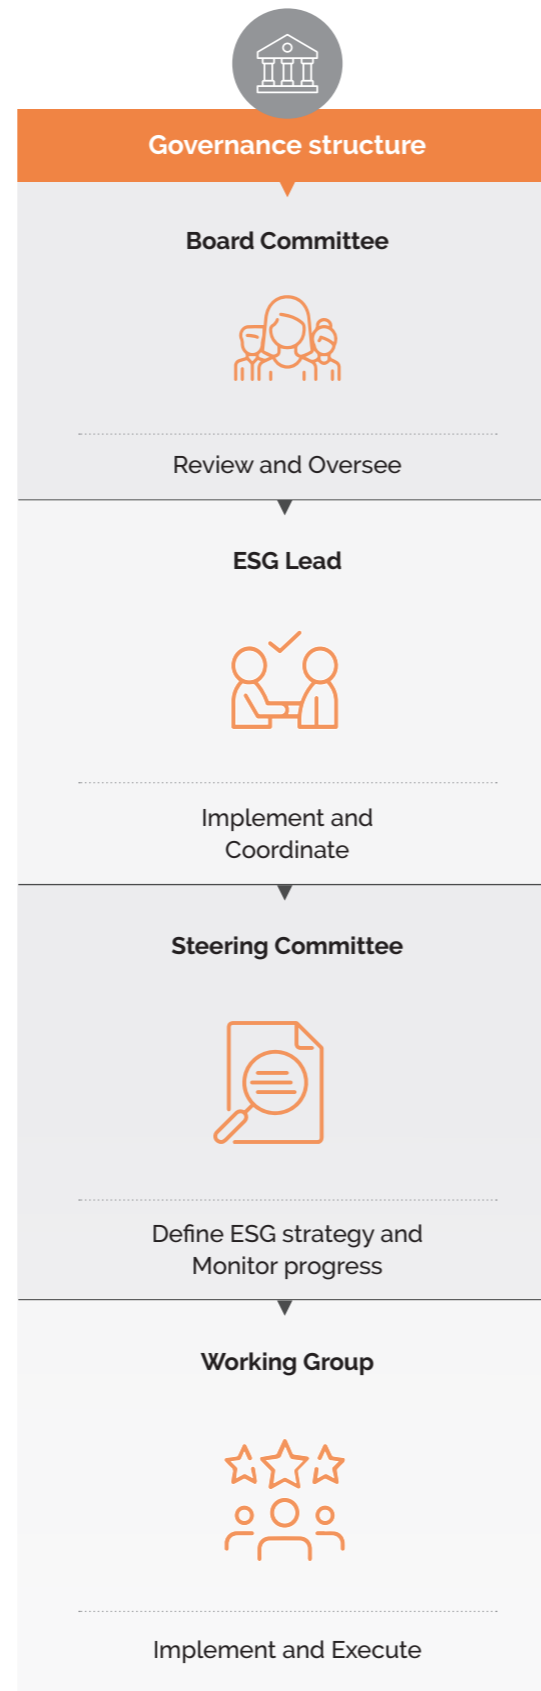 Governance structure
Board Committee
Review and Oversee
ESG Lead
Implement and
Coordinate
Steering Committee
Define ESG strategy and
Monitor progress
Working Group
Implement and Execute